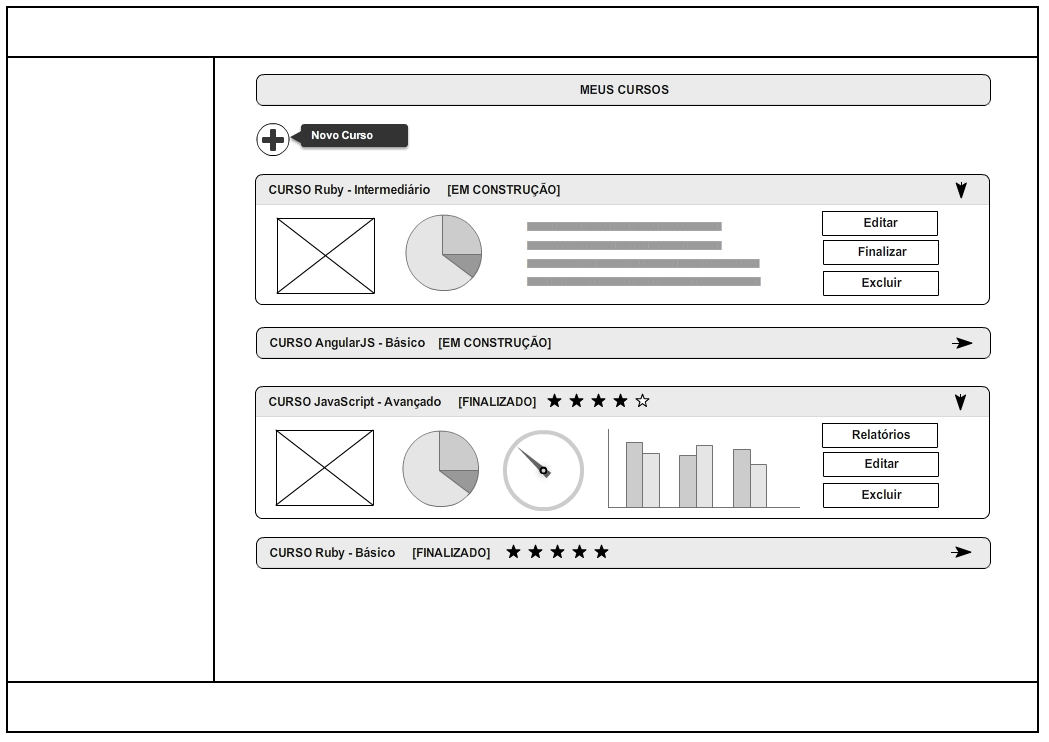 MEUS CURSOS
Novo Curso
CURSO Ruby - Intermediário [EM CONSTRUÇÃO]
Editar
Finalizar
Excluir
CURSO AngularJS - Básico [EM CONSTRUÇÃO]
CURSO JavaScript - Avançado [FINALIZADO]
Relatórios
Editar
Excluir
CURSO Ruby - Básico [FINALIZADO]